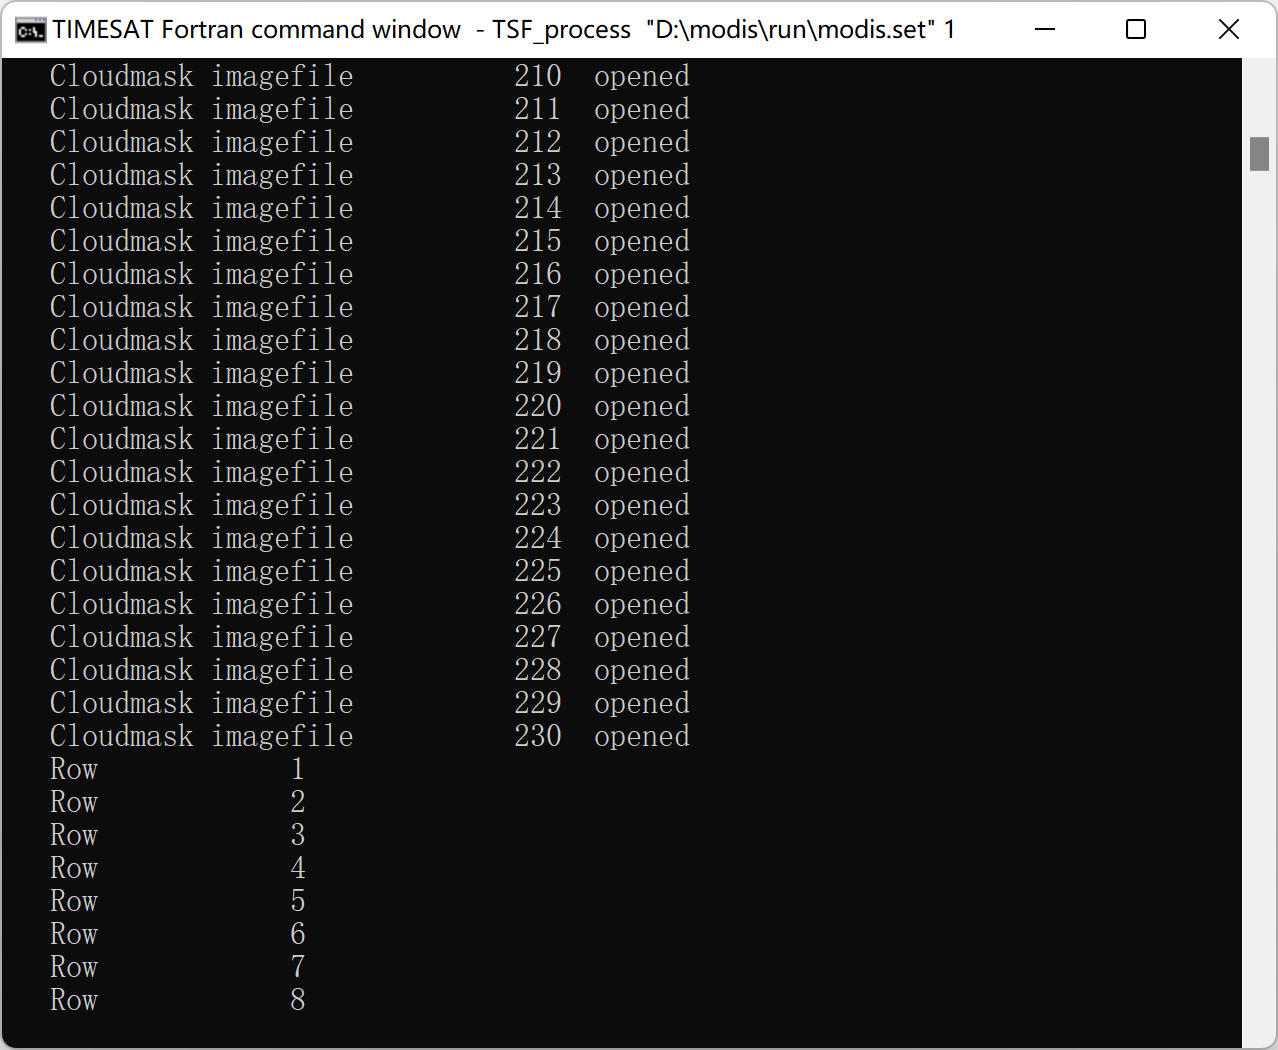 TIMESAT Fortran command window - TSF_process "D:\modis\run\modis.set" 1
Cloudmask imagefile 210 opened
Cloudmask imagefile 211 opened
Cloudmask imagefile 212 opened
Cloudmask imagefile 213 opened
Cloudmask imagefile 214 opened
Cloudmask imagefile 215 opened
Cloudmask imagefile 216 opened
Cloudmask imagefile 217 opened
Cloudmask imagefile 218 opened
Cloudmask imagefile 219 opened
Cloudmask imagefile 220 opened
Cloudmask imagefile 221 opened
Cloudmask imagefile 222 opened
Cloudmask imagefile 223 opened
Cloudmask imagefile 224 opened
Cloudmask imagefile 225 opened
Cloudmask imagefile 226 opened
Cloudmask imagefile 227 opened
Cloudmask imagefile 228 opened
Cloudmask imagefile 229 opened
Cloudmask imagefile 230 opened
Row 1
Row 2
Row 3
Row 4
Row 5
Row 6
Row 7
Row 8